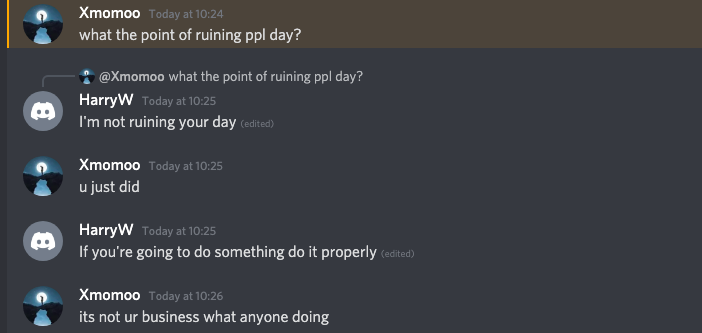 Xmomoo Today at 10:24
what the point of ruining ppl day?
@Xmomoo what the point of ruining ppl day?
HarryW Today at 10:25
I'm not ruining your day (edited)
Xmomoo Today at 10:25
u just did
HarryW Today at 10:25
If you're going to do something do it properly (edited)
Xmomoo Today at 10:26
its not ur business what anyone doing